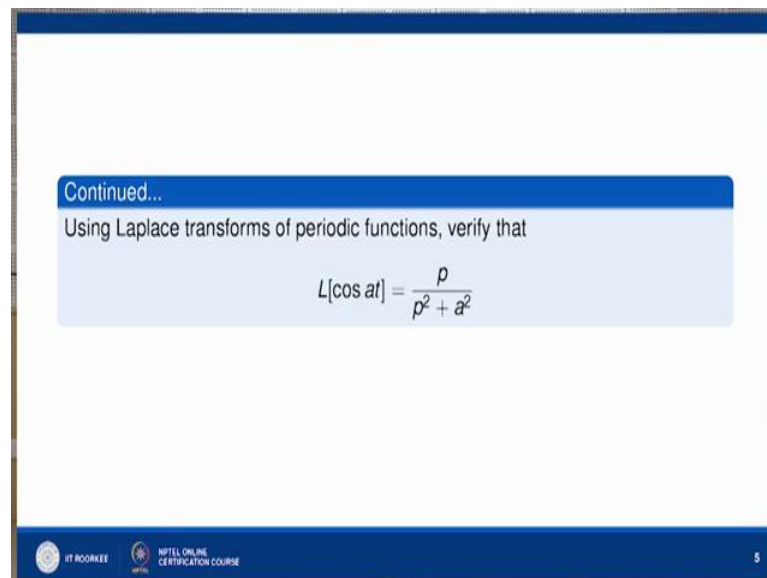 Continued...
Using Laplace transforms of periodic functions, verify that
L[cos at] = p / (p² + a²)
IIT ROORKEE
NPTEL ONLINE
CERTIFICATION COURSE
5